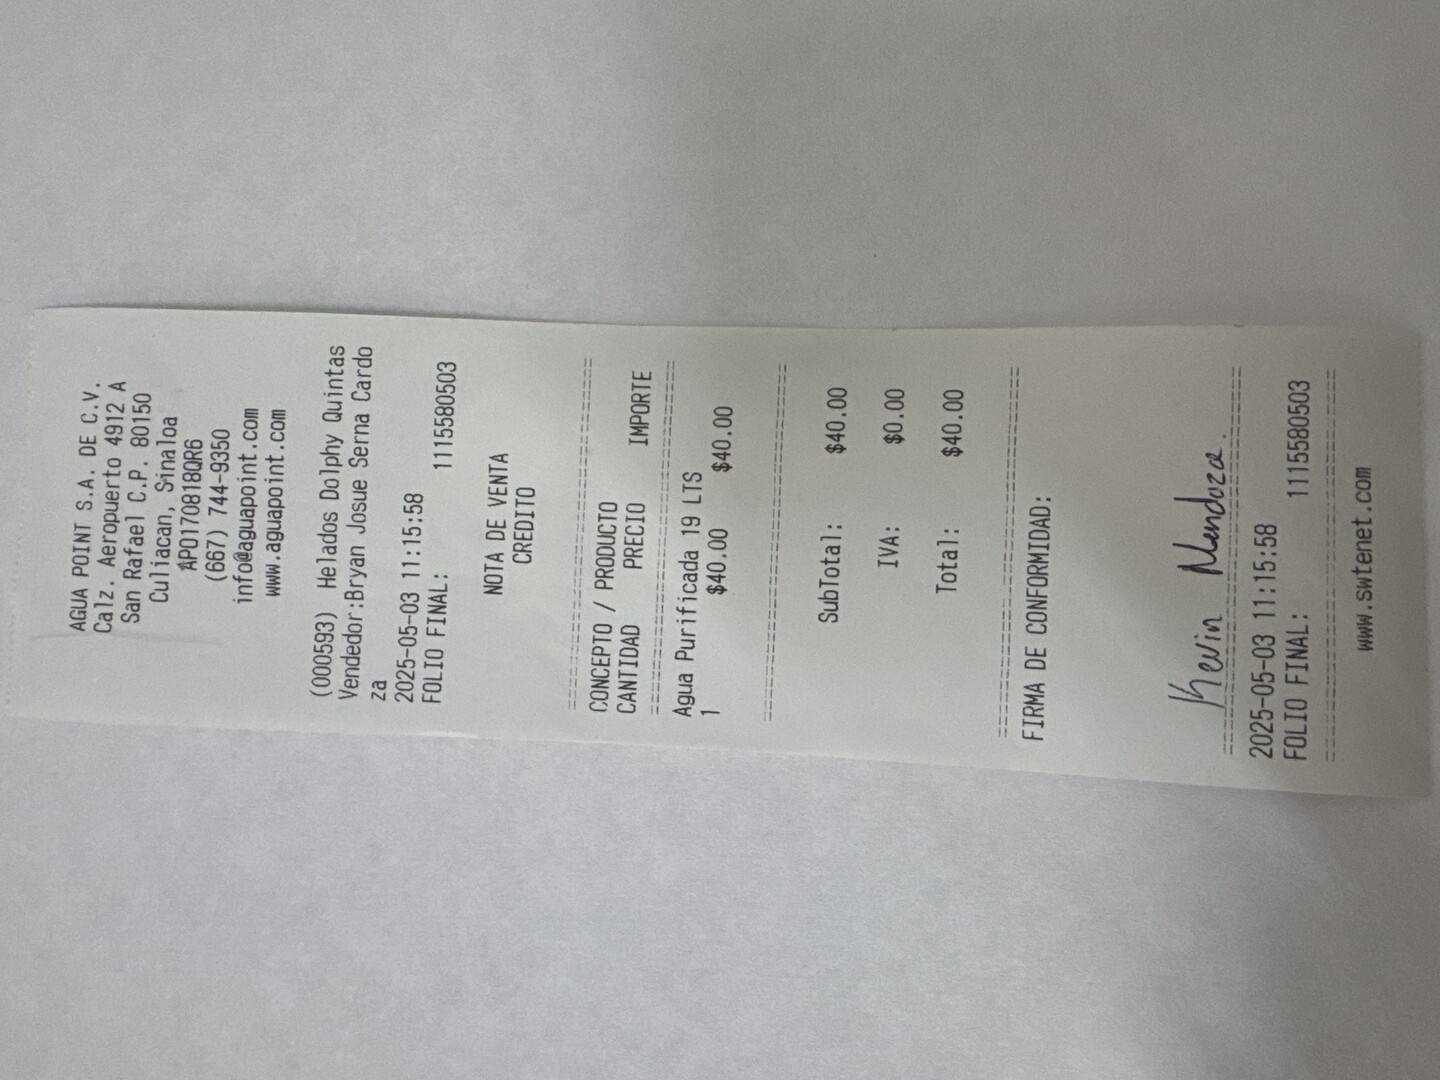 AGUA POINT S.A. DE C.V.
Calz. Aeropuerto 4912 A
San Rafael C.P. 80150
Culiacan, Sinaloa
APO170818QR6
(667) 744-9350
info@aguapoint.com
www.aguapoint.com
(000593) Helados Dolphy Quintas
Vendedor:Bryan Josue Serna Cardo
za
2025-05-03 11:15:58
FOLIO FINAL: 1115580503
NOTA DE VENTA
CREDITO
================================
CONCEPTO / PRODUCTO
CANTIDAD PRECIO IMPORTE
================================
Agua Purificada 19 LTS
1 $40.00 $40.00
================================
SubTotal: $40.00
IVA: $0.00
Total: $40.00
================================
FIRMA DE CONFORMIDAD:
Kevin Mendoza.
================================
2025-05-03 11:15:58
FOLIO FINAL: 1115580503
================================
www.swtenet.com